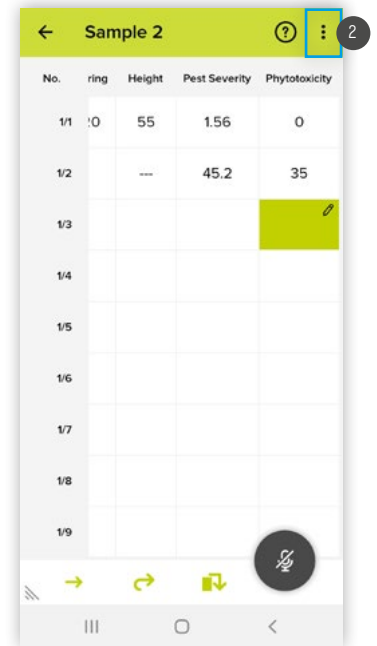 Sample 2 ? 2
No. ring Height Pest Severity Phytotoxicity
1/1 :0 55 1.56 0
1/2 --- 45.2 35
1/3
1/4
1/5
1/6
1/7
1/8
1/9